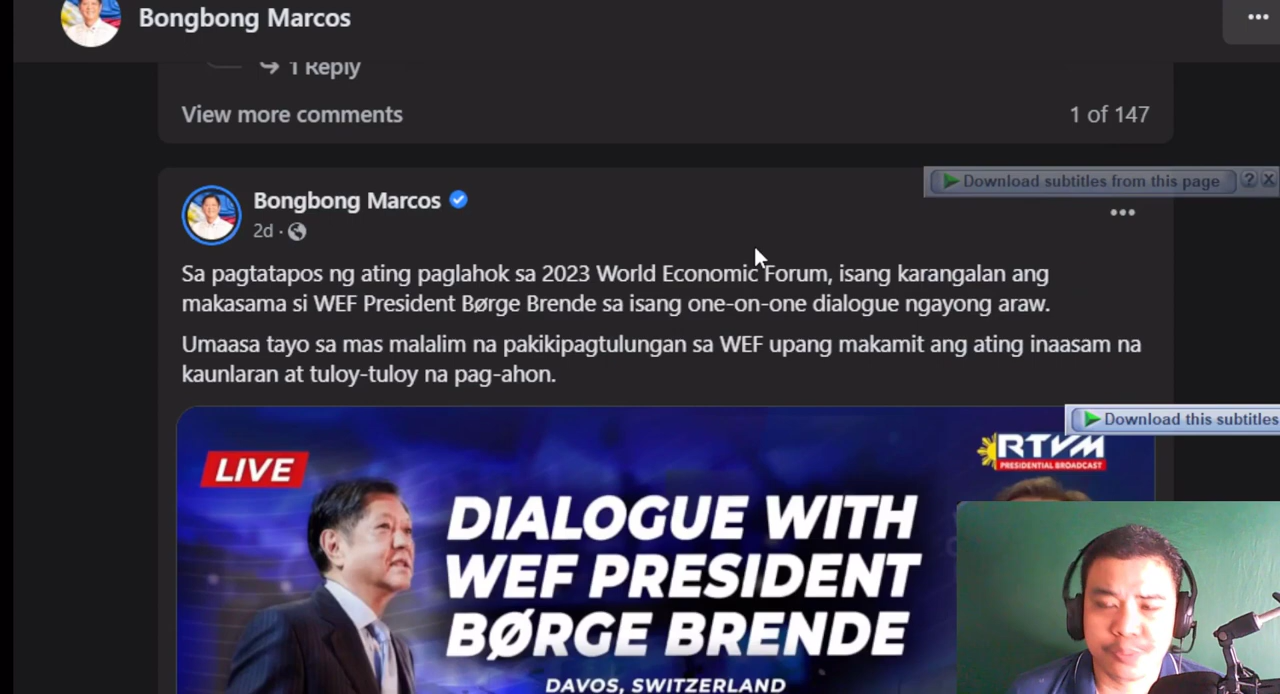 Bongbong Marcos
1 Reply
View more comments
1 of 147
Download subtitles from this page
Bongbong Marcos
2d
Sa pagtatapos ng ating paglahok sa 2023 World Economic Forum, isang karangalan ang
makasama si WEF President Børge Brende sa isang one-on-one dialogue ngayong araw.
Umaasa tayo sa mas malalim na pakikipagtulungan sa WEF upang makamit ang ating inaasam na
kaunlaran at tuloy-tuloy na pag-ahon.
Download this subtitles
LIVE
RTVM
PRESIDENTIAL BROADCAST
DIALOGUE WITH
WEF PRESIDENT
BØRGE BRENDE
DAVOS, SWITZERLAND